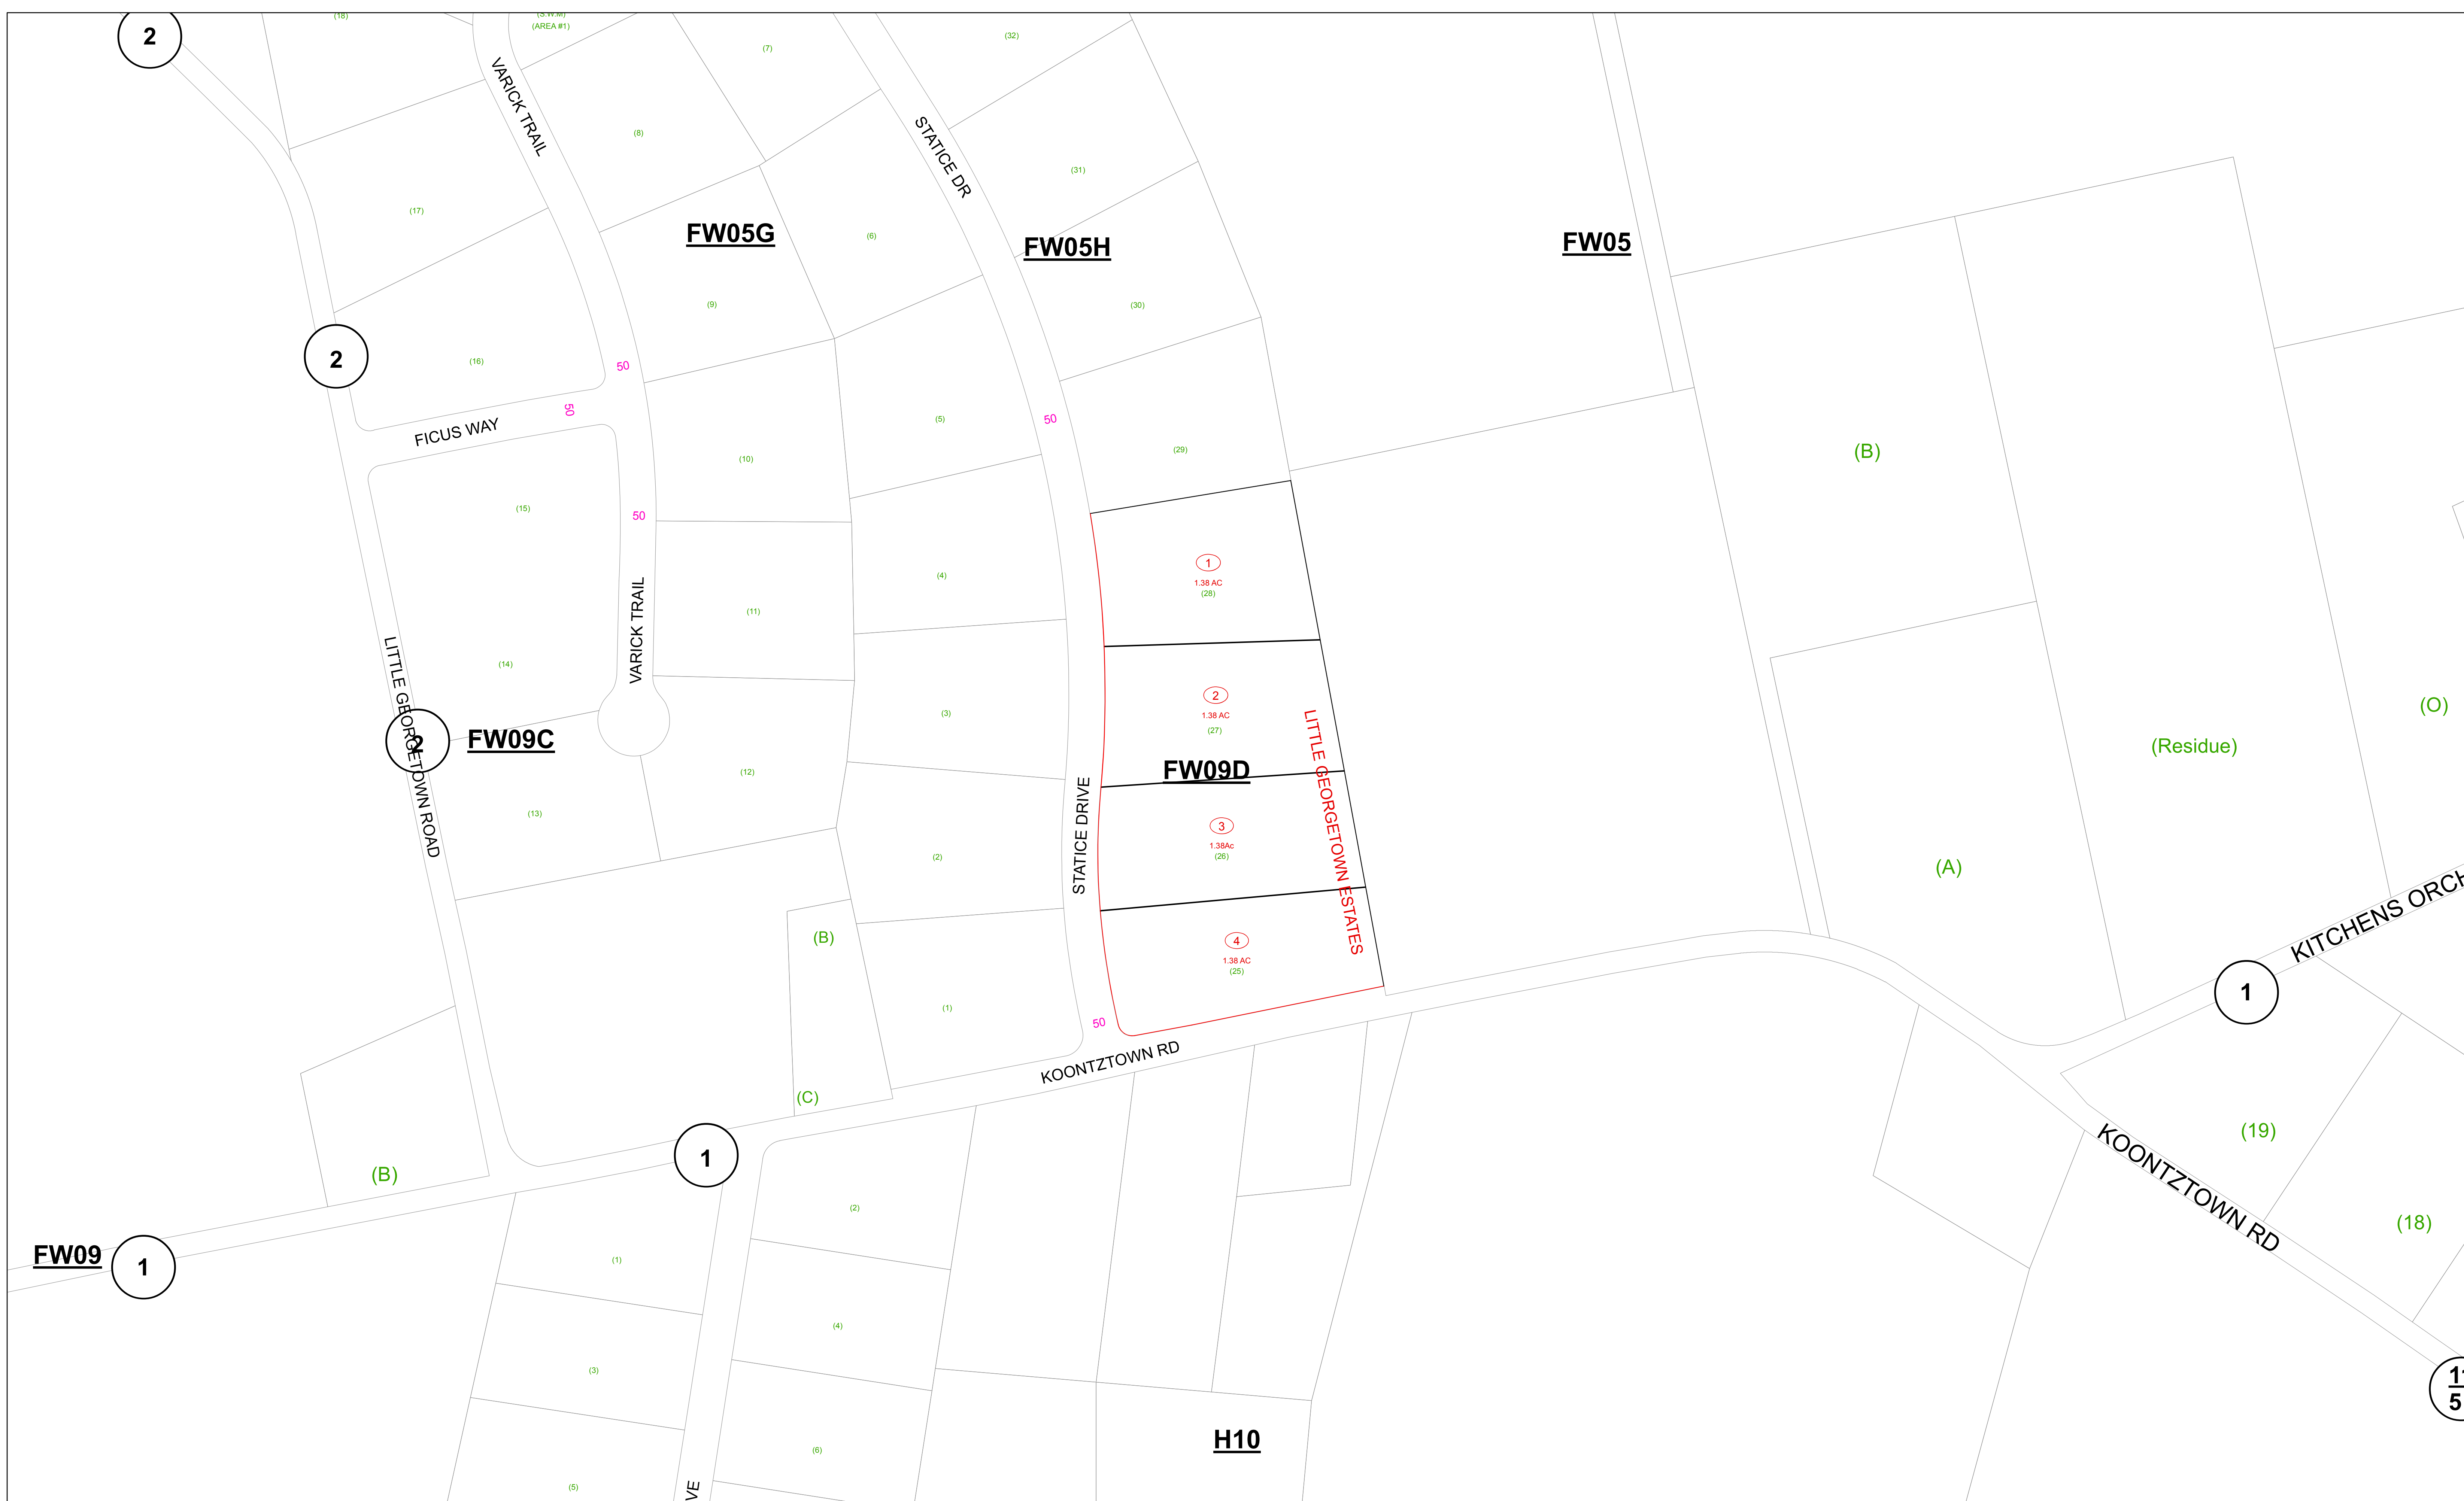 (18)
(S.W.M)
(AREA #1)
2
(7)
(32)
VARICK TRAIL
(8)
STATICE DR
(31)
(17)
FW05G
(6)
FW05H
FW05
(9)
(30)
2
(16)
50
50
FICUS WAY
(5)
50
(10)
(29)
(B)
(15)
50
1
1.38 AC
(28)
(4)
VARICK TRAIL
(11)
(14)
LITTLE GEORGETOWN ROAD
2
FW09C
(3)
2
1.38 AC
(27)
FW09D
LITTLE GEORGETOWN ESTATES
(O)
(Residue)
(12)
(13)
STATICE DRIVE
3
1.38Ac
(26)
(2)
(A)
KITCHENS
(B)
4
1.38 AC
(25)
(1)
50
1
KOONTZTOWN RD
(C)
1
(B)
(19)
KOONTZTOWN RD
(18)
(2)
FW09
1
(1)
(4)
(3)
5
H10
(6)
(5)
VE